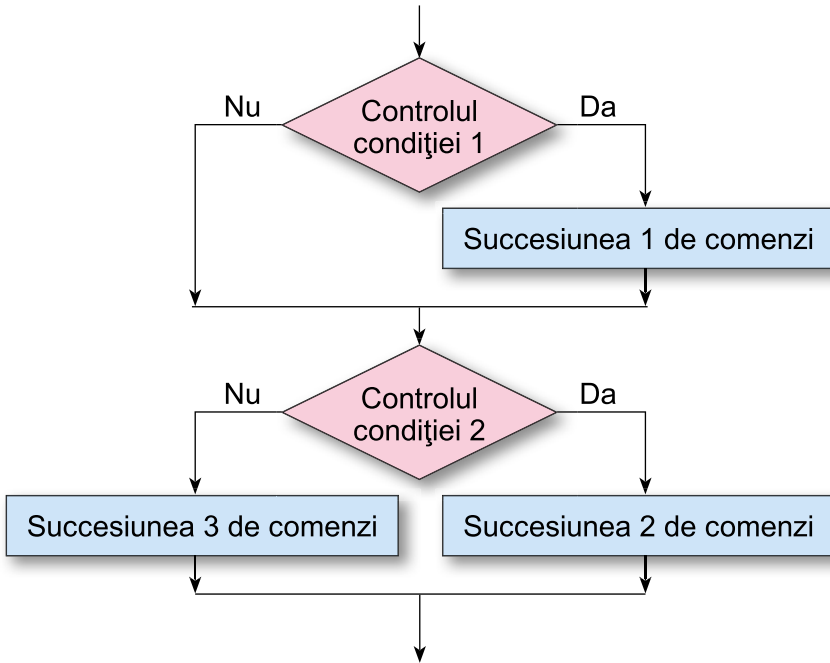 Nu
Controlul
condiţiei 1
Da
Succesiunea 1 de comenzi
Nu
Controlul
condiţiei 2
Da
Succesiunea 3 de comenzi
Succesiunea 2 de comenzi